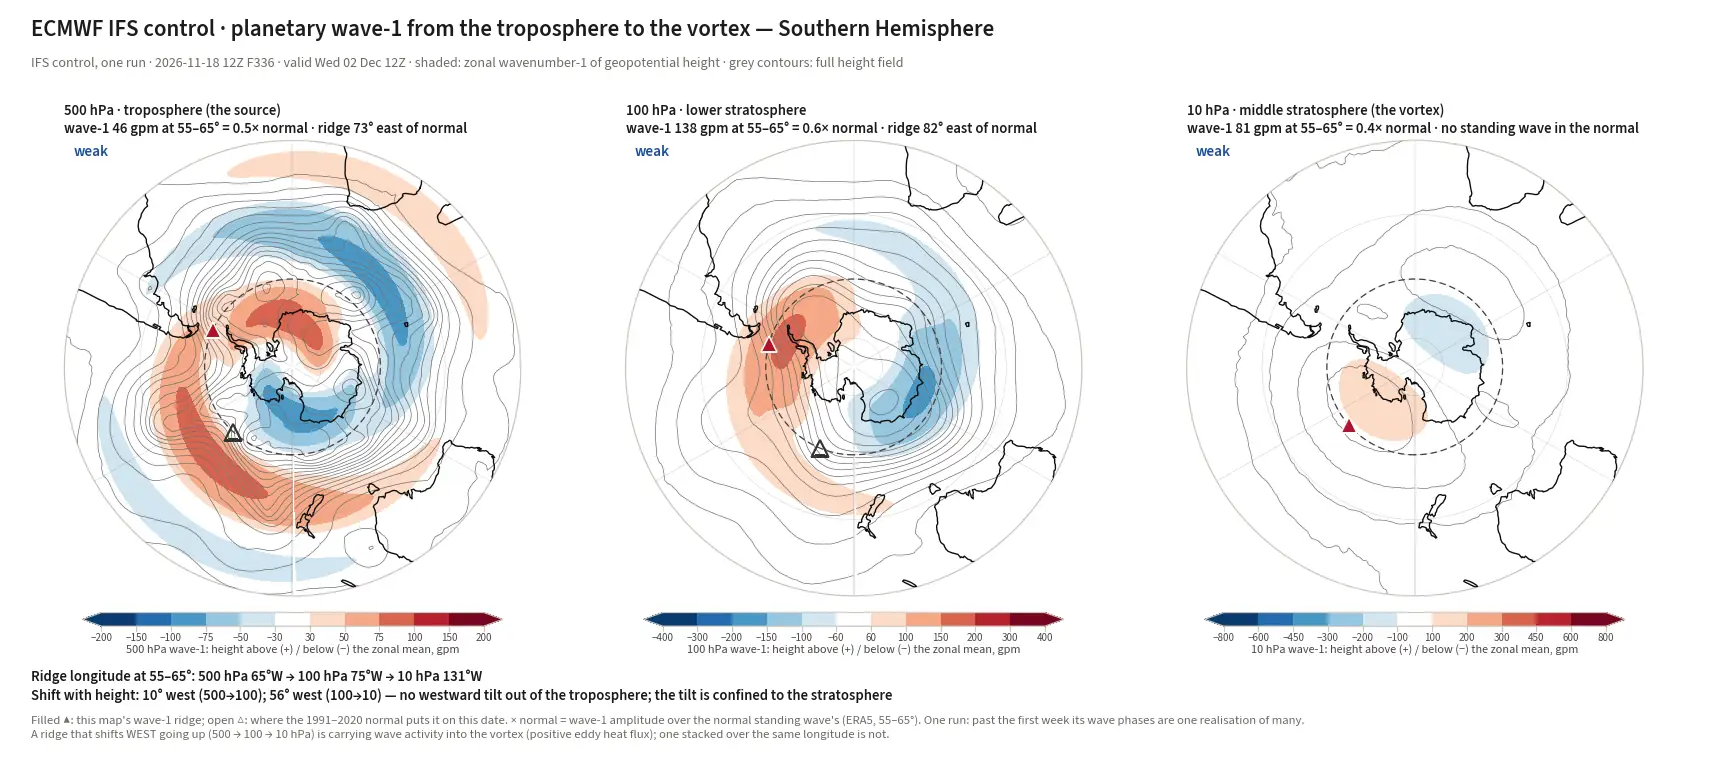 ECMWF IFS control · planetary wave-1 from the troposphere to the vortex — Southern Hemisphere
IFS control, one run · 2026-11-18 12Z F336 · valid Wed 02 Dec 12Z · shaded: zonal wavenumber-1 of geopotential height · grey contours: full height field
500 hPa · troposphere (the source)
wave-1 46 gpm at 55–65° = 0.5× normal · ridge 73° east of normal
weak
100 hPa · lower stratosphere
wave-1 138 gpm at 55–65° = 0.6× normal · ridge 82° east of normal
weak
10 hPa · middle stratosphere (the vortex)
wave-1 81 gpm at 55–65° = 0.4× normal · no standing wave in the normal
weak
−200 −150 −100 −75 −50 −30 30 50 75 100 150 200
500 hPa wave-1: height above (+) / below (−) the zonal mean, gpm
−400 −300 −200 −150 −100 −60 60 100 150 200 300 400
100 hPa wave-1: height above (+) / below (−) the zonal mean, gpm
−800 −600 −450 −300 −200 −100 100 200 300 450 600 800
10 hPa wave-1: height above (+) / below (−) the zonal mean, gpm
Ridge longitude at 55–65°: 500 hPa 65°W → 100 hPa 75°W → 10 hPa 131°W
Shift with height: 10° west (500→100); 56° west (100→10) — no westward tilt out of the troposphere; the tilt is confined to the stratosphere
Filled ▲: this map's wave-1 ridge; open △: where the 1991–2020 normal puts it on this date. × normal = wave-1 amplitude over the normal standing wave's (ERA5, 55–65°). One run: past the first week its wave phases are one realisation of many.
A ridge that shifts WEST going up (500 → 100 → 10 hPa) is carrying wave activity into the vortex (positive eddy heat flux); one stacked over the same longitude is not.